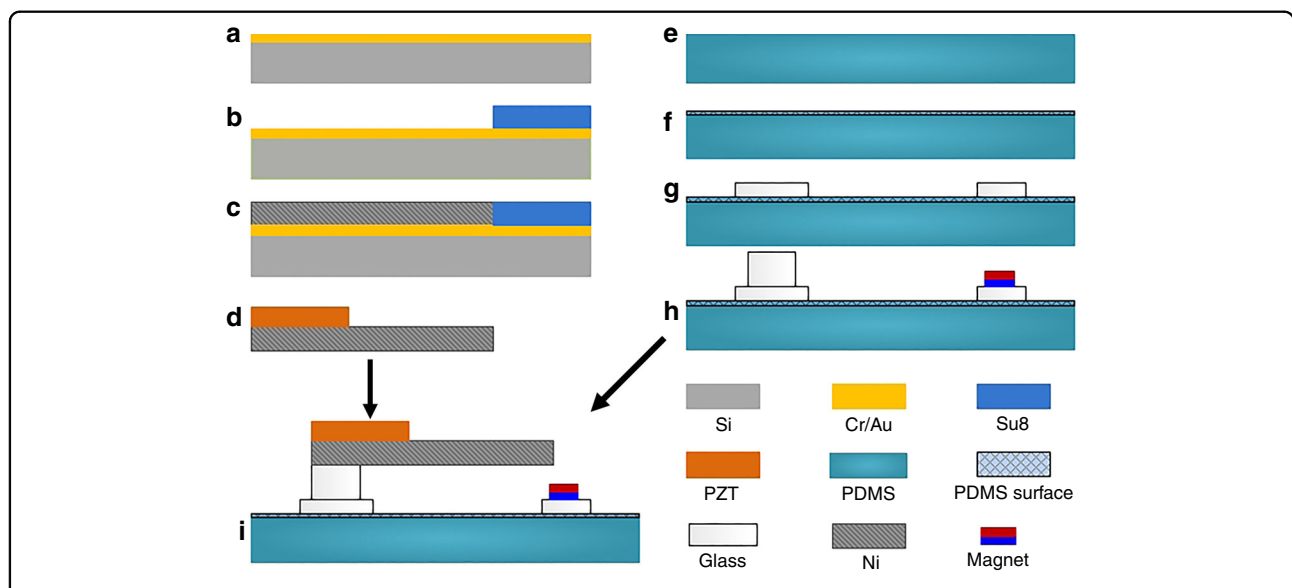 a
b
c
d
e
f
g
h
i
Si
Cr/Au
Su8
PZT
PDMS
PDMS surface
Glass
Ni
Magnet